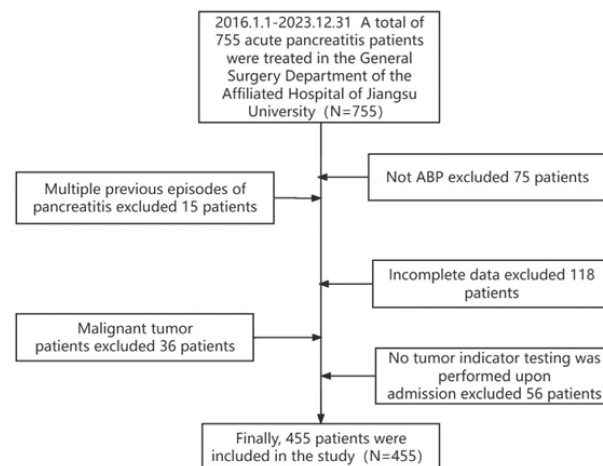 2016.1.1-2023.12.31 A total of
755 acute pancreatitis patients
were treated in the General
Surgery Department of the
Affiliated Hospital of Jiangsu
University (N=755)
Not ABP excluded 75 patients
Multiple previous episodes of
pancreatitis excluded 15 patients
Incomplete data excluded 118
patients
Malignant tumor
patients excluded 36 patients
No tumor indicator testing was
performed upon
admission excluded 56 patients
Finally, 455 patients were
included in the study (N=455)